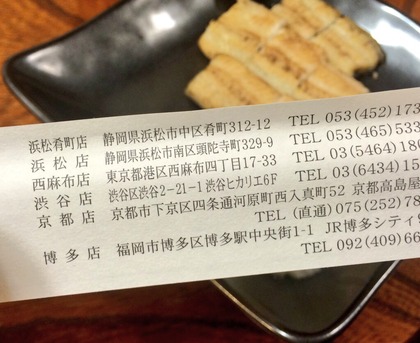 浜松肴町店 静岡県浜松市中区肴町312-12 TEL 053(452)173
浜松店 静岡県浜松市南区頭陀寺町329-9 TEL 053(465)533
西麻布店 東京都港区西麻布四丁目17-33 TEL 03(5464)180
渋谷店 渋谷区渋谷2-21-1 渋谷ヒカリエ6F TEL 03(6434)15
京都店 京都市下京区四条通河原町西入真町52 京都高島屋
TEL (直通) 075(252)78
博多店 福岡市博多区博多駅中央街1-1 JR博多シティ
TEL 092(409)66